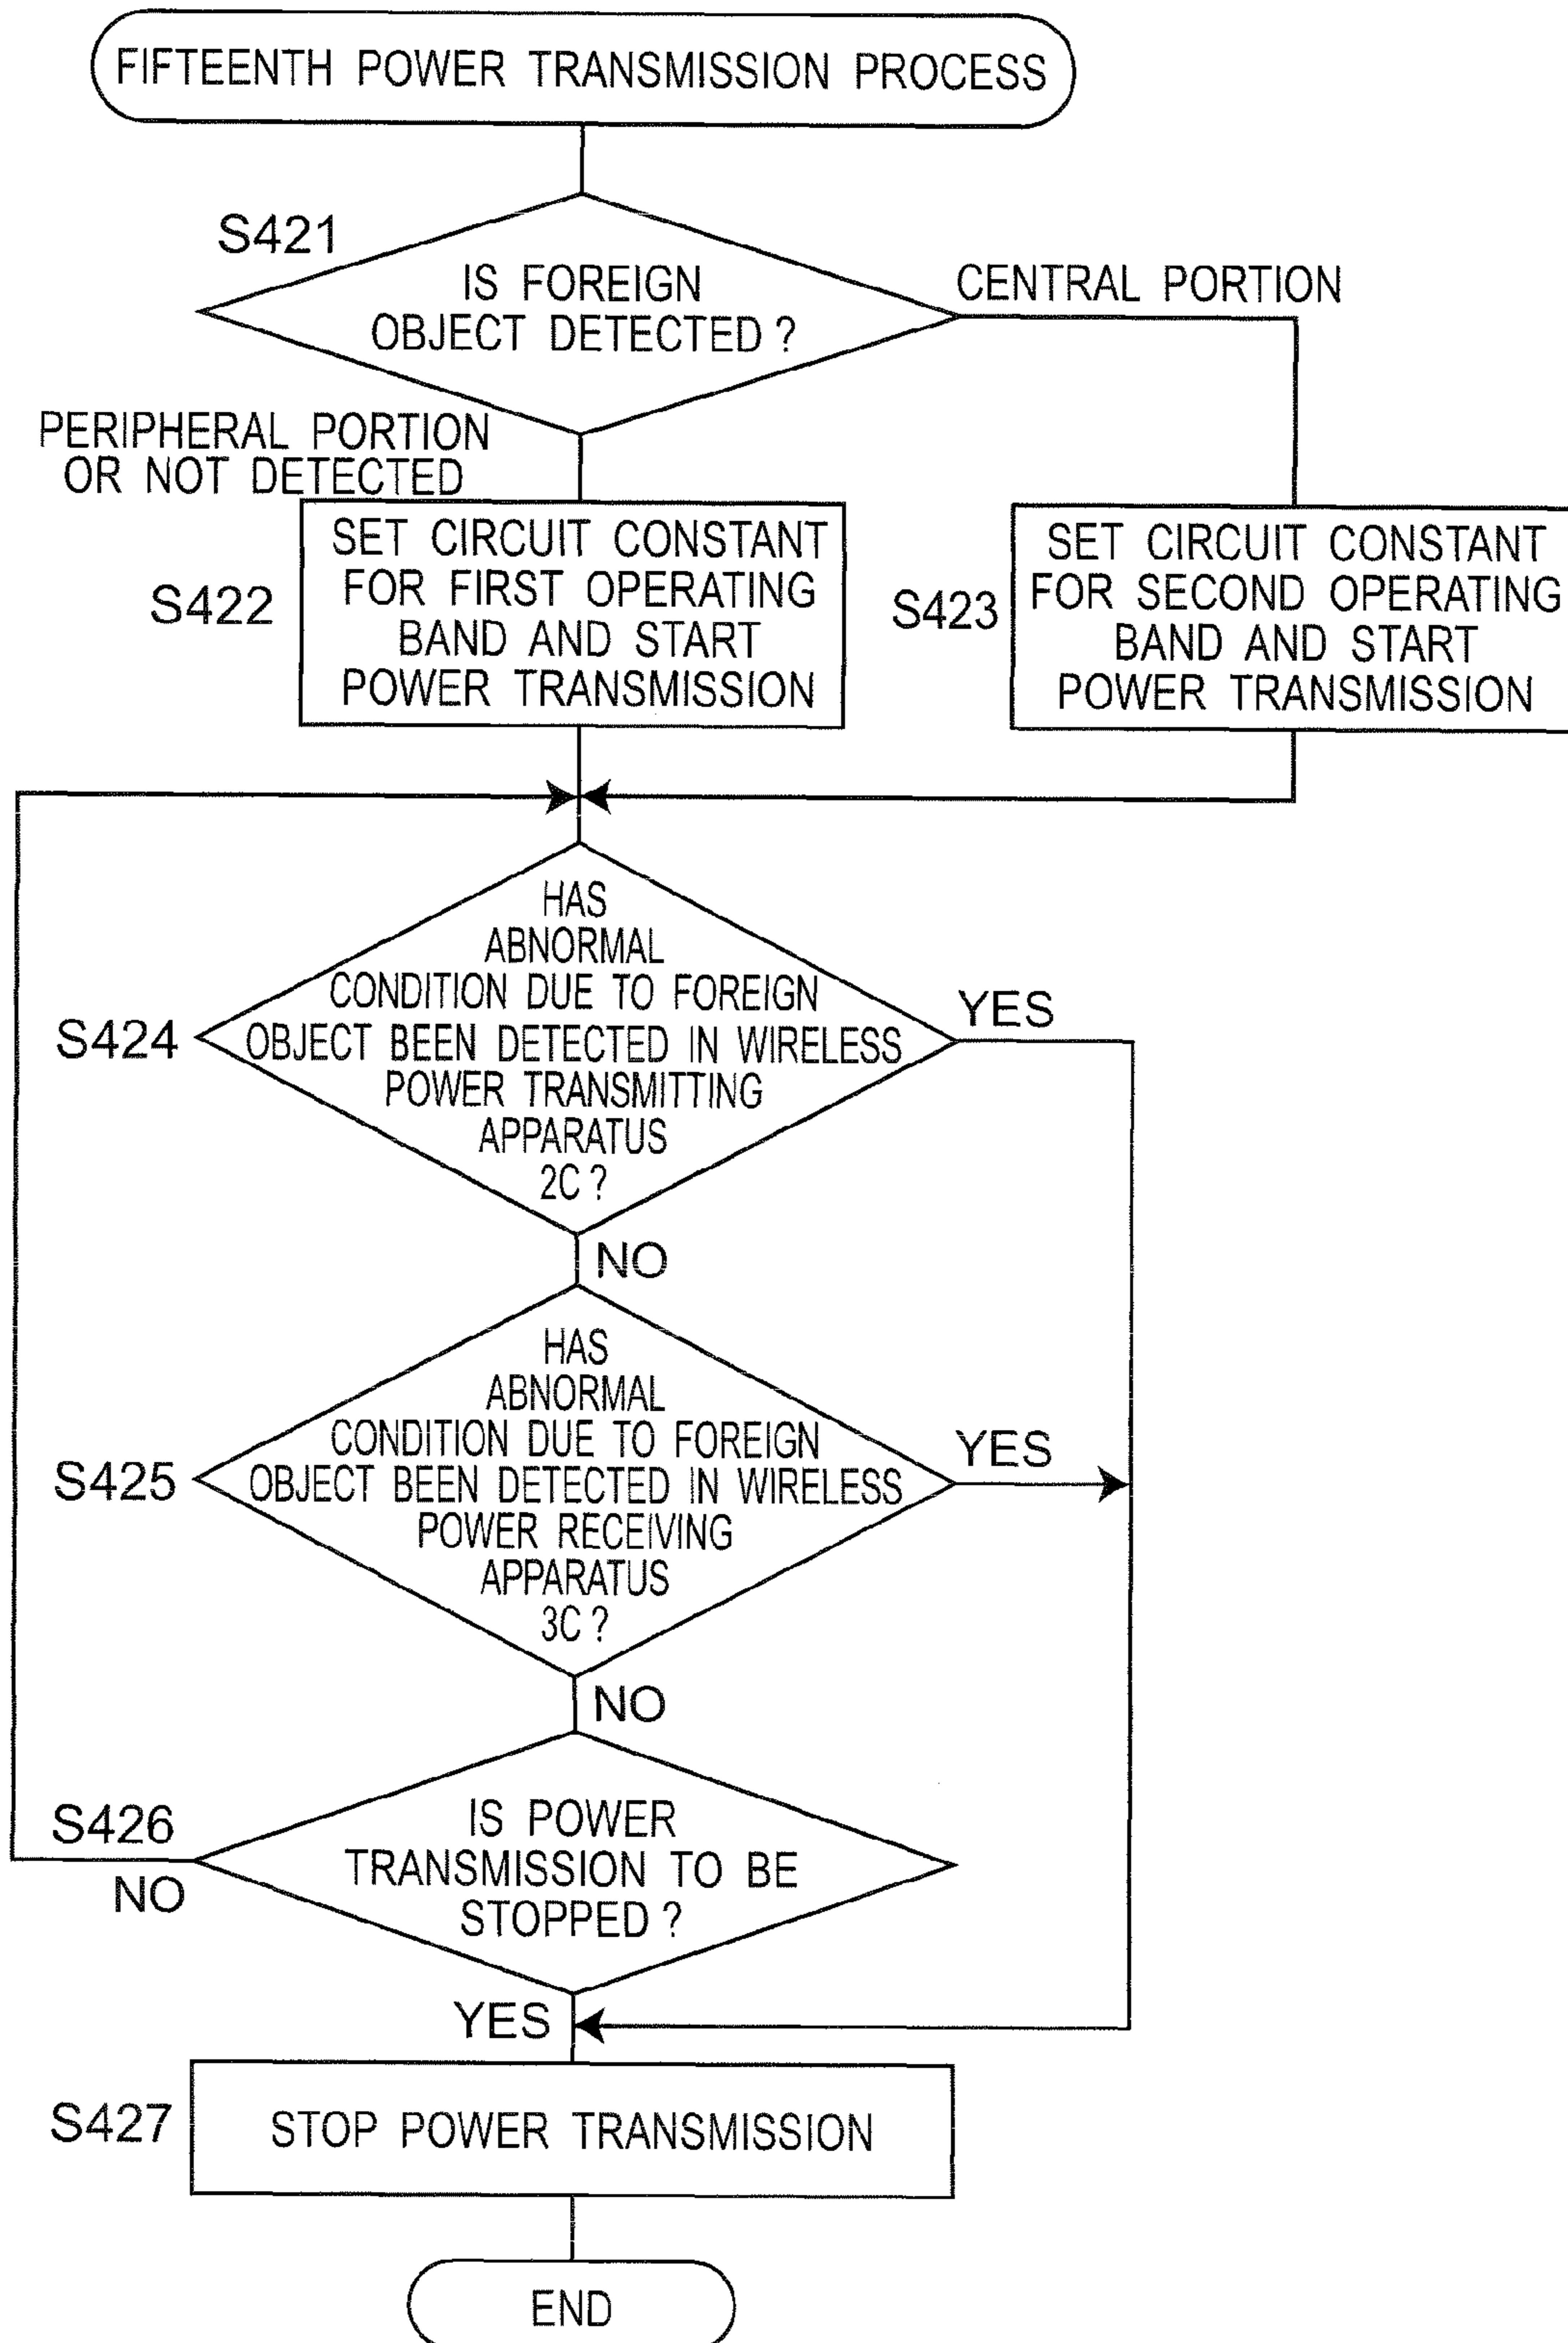 FIFTEENTH POWER TRANSMISSION PROCESS
S421
IS FOREIGN
OBJECT DETECTED?
CENTRAL PORTION
PERIPHERAL PORTION
OR NOT DETECTED
S422
SET CIRCUIT CONSTANT
FOR FIRST OPERATING
BAND AND START
POWER TRANSMISSION
S423
SET CIRCUIT CONSTANT
FOR SECOND OPERATING
BAND AND START
POWER TRANSMISSION
S424
HAS
ABNORMAL
CONDITION DUE TO FOREIGN
OBJECT BEEN DETECTED IN WIRELESS
POWER TRANSMITTING
APPARATUS
2C?
YES
NO
S425
HAS
ABNORMAL
CONDITION DUE TO FOREIGN
OBJECT BEEN DETECTED IN WIRELESS
POWER RECEIVING
APPARATUS
3C?
YES
NO
S426
IS POWER
TRANSMISSION TO BE
STOPPED?
NO
YES
S427
STOP POWER TRANSMISSION
END